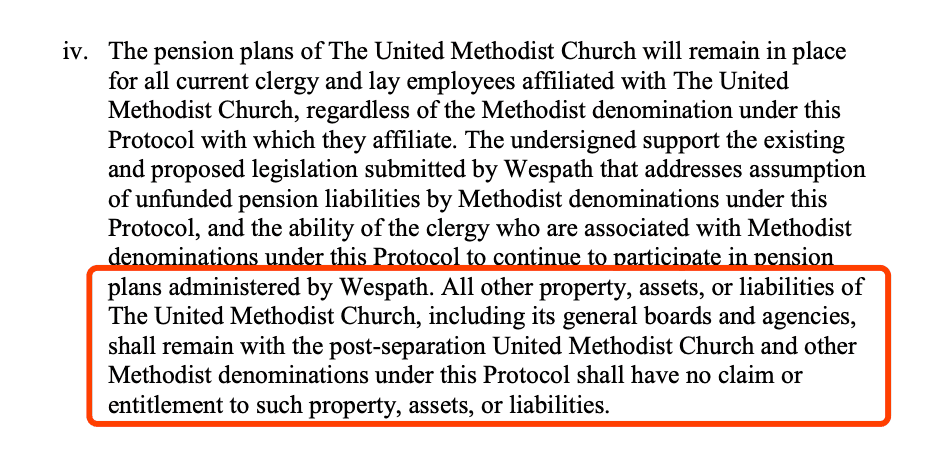 iv. The pension plans of The United Methodist Church will remain in place
for all current clergy and lay employees affiliated with The United
Methodist Church, regardless of the Methodist denomination under this
Protocol with which they affiliate. The undersigned support the existing
and proposed legislation submitted by Wespath that addresses assumption
of unfunded pension liabilities by Methodist denominations under this
Protocol, and the ability of the clergy who are associated with Methodist
denominations under this Protocol to continue to participate in pension
plans administered by Wespath. All other property, assets, or liabilities of
The United Methodist Church, including its general boards and agencies,
shall remain with the post-separation United Methodist Church and other
Methodist denominations under this Protocol shall have no claim or
entitlement to such property, assets, or liabilities.